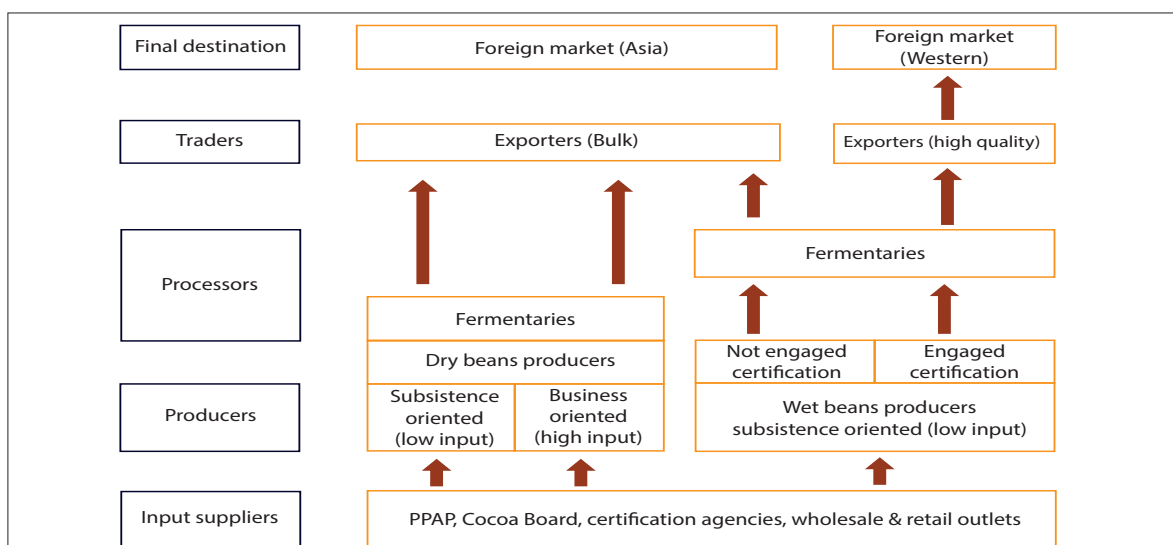 Final destination
Foreign market (Asia)
Foreign market
(Western)
Traders
Exporters (Bulk)
Exporters (high quality)
Processors
Fermentaries
Fermentaries
Dry beans producers
Not engaged
certification
Engaged
certification
Producers
Subsistence
oriented
(low input)
Business
oriented
(high input)
Wet beans producers
subsistence oriented (low input)
Input suppliers
PPAP, Cocoa Board, certification agencies, wholesale & retail outlets